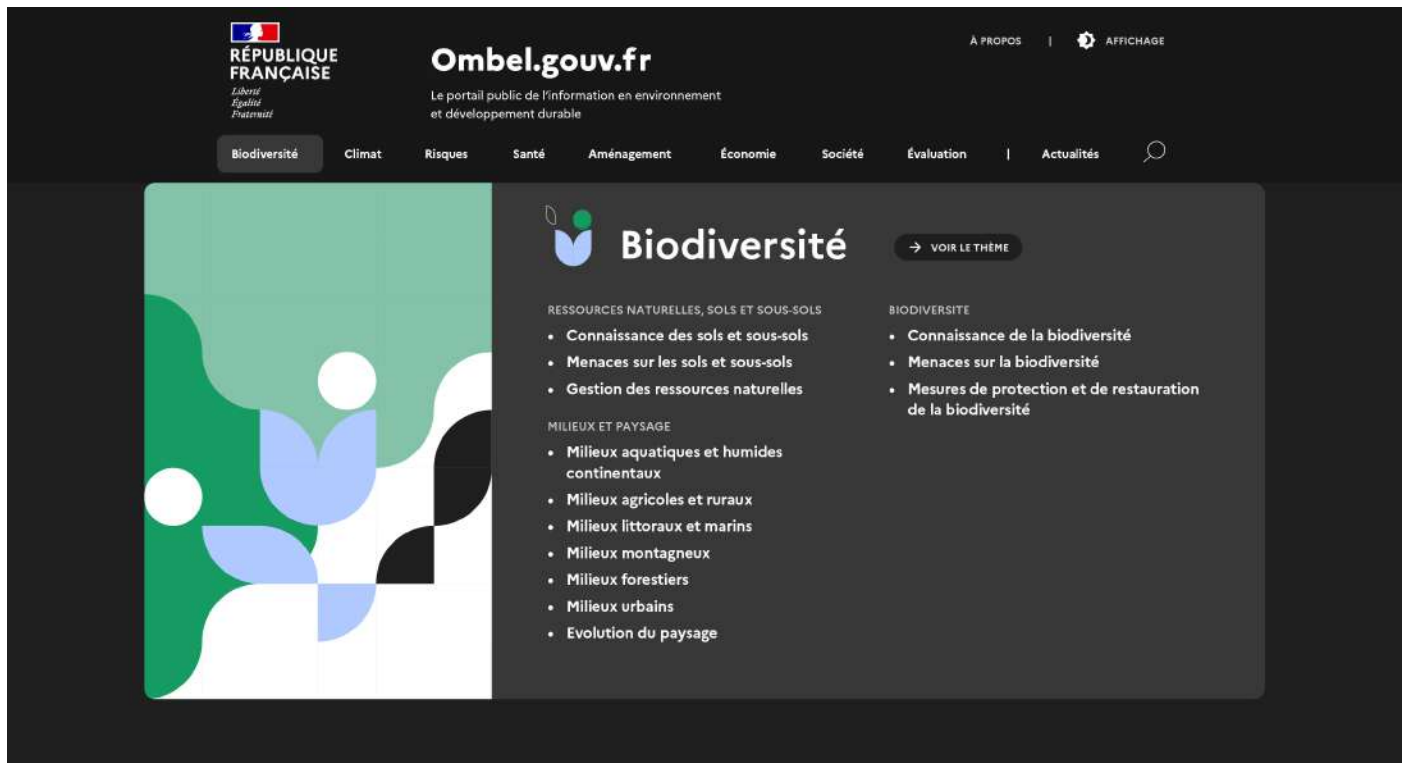 RÉPUBLIQUE
FRANÇAISE
Liberté
Égalité
Fraternité
Ombel.gouv.fr
Le portail public de l'information en environnement
et développement durable
À PROPOS | AFFICHAGE
Biodiversité Climat Risques Santé Aménagement Économie Société Évaluation | Actualités
Biodiversité
→ VOIR LE THÈME
RESSOURCES NATURELLES, SOLS ET SOUS-SOLS
• Connaissance des sols et sous-sols
• Menaces sur les sols et sous-sols
• Gestion des ressources naturelles
MILIEUX ET PAYSAGE
• Milieux aquatiques et humides
continentaux
• Milieux agricoles et ruraux
• Milieux littoraux et marins
• Milieux montagneux
• Milieux forestiers
• Milieux urbains
• Evolution du paysage
BIODIVERSITE
• Connaissance de la biodiversité
• Menaces sur la biodiversité
• Mesures de protection et de restauration
de la biodiversité